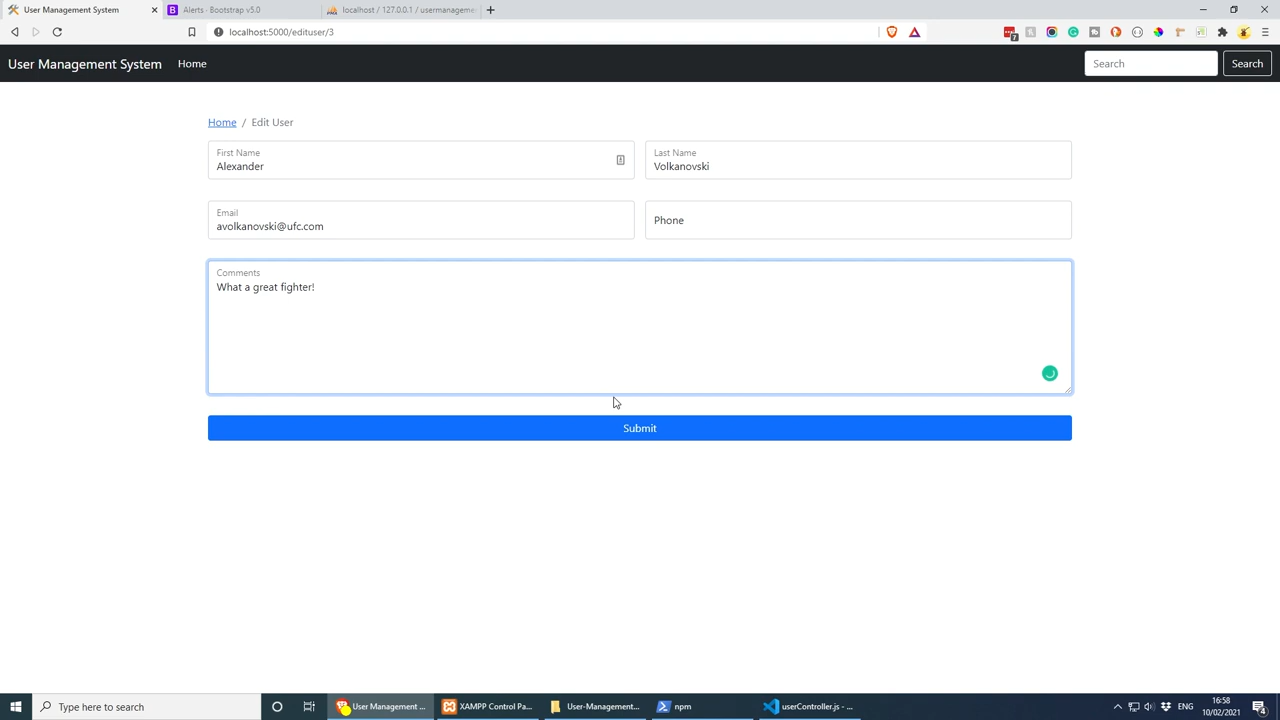 User Management System
Alerts · Bootstrap v5.0
localhost / 127.0.0.1 / usermanageme
localhost:5000/edituser/3
7
User Management System
Home
Search
Search
Home / Edit User
First Name
Alexander
Last Name
Volkanovski
Email
avolkanovski@ufc.com
Phone
Comments
What a great fighter!
Submit
Type here to search
User Management ...
XAMPP Control Pa...
User-Management...
npm
userController.js - ...
ENG
16:58
10/02/2021
4